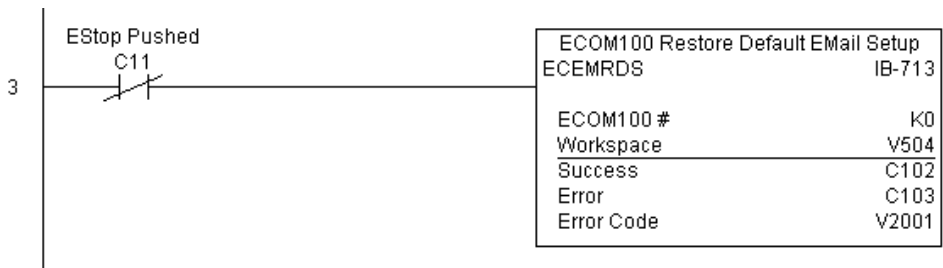 EStop Pushed
C11
3
ECOM100 Restore Default EMail Setup
ECEMRDS IB-713
ECOM100 # K0
Workspace V504
Success C102
Error C103
Error Code V2001